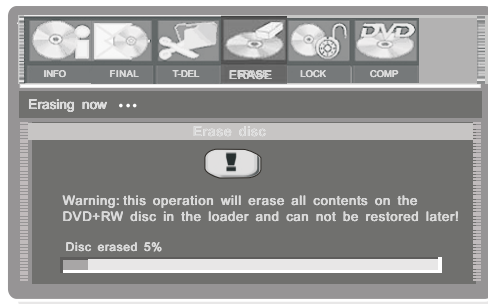 DVD
INFO FINAL T-DEL ERASE LOCK COMP
Erasing now •••
Erase disc
!
Warning: this operation will erase all contents on the
DVD+RW disc in the loader and can not be restored later!
Disc erased 5%